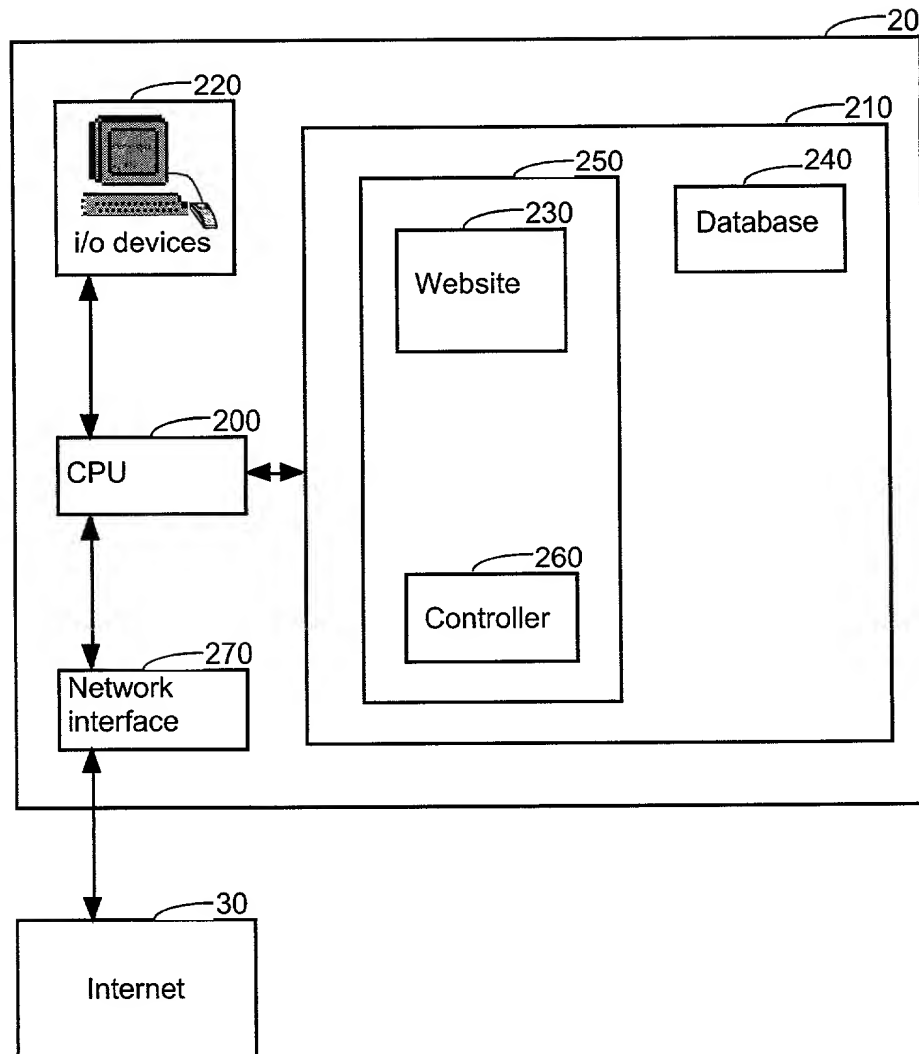 20
220
210
250
240
230
Database
i/o devices
Website
200
CPU
260
Controller
270
Network
interface
30
Internet